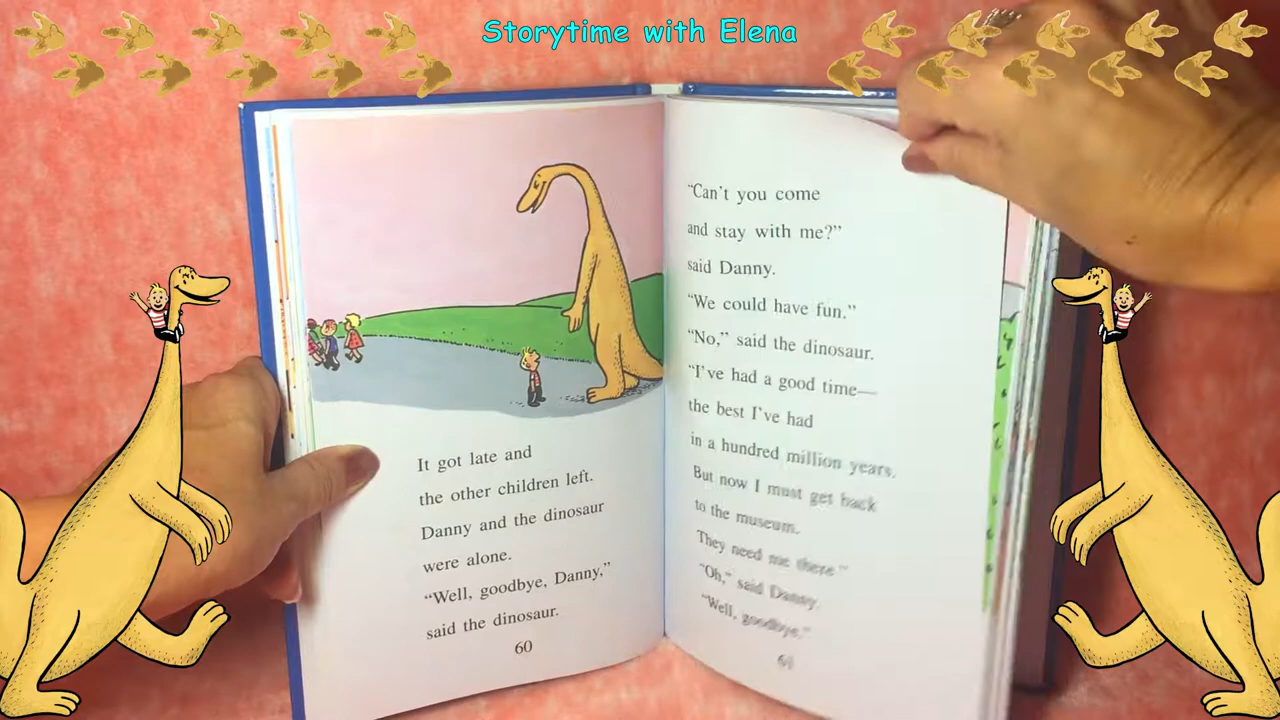 Storytime with Elena
It got late and
the other children left.
Danny and the dinosaur
were alone.
“Well, goodbye, Danny,”
said the dinosaur.
60
“Can’t you come
and stay with me?”
said Danny.
“We could have fun.”
“No,” said the dinosaur.
“I’ve had a good time—
the best I’ve had
in a hundred million years.
But now I must get back
to the museum.
They need me there.”
“Oh,” said Danny.
“Well, goodbye.”
61